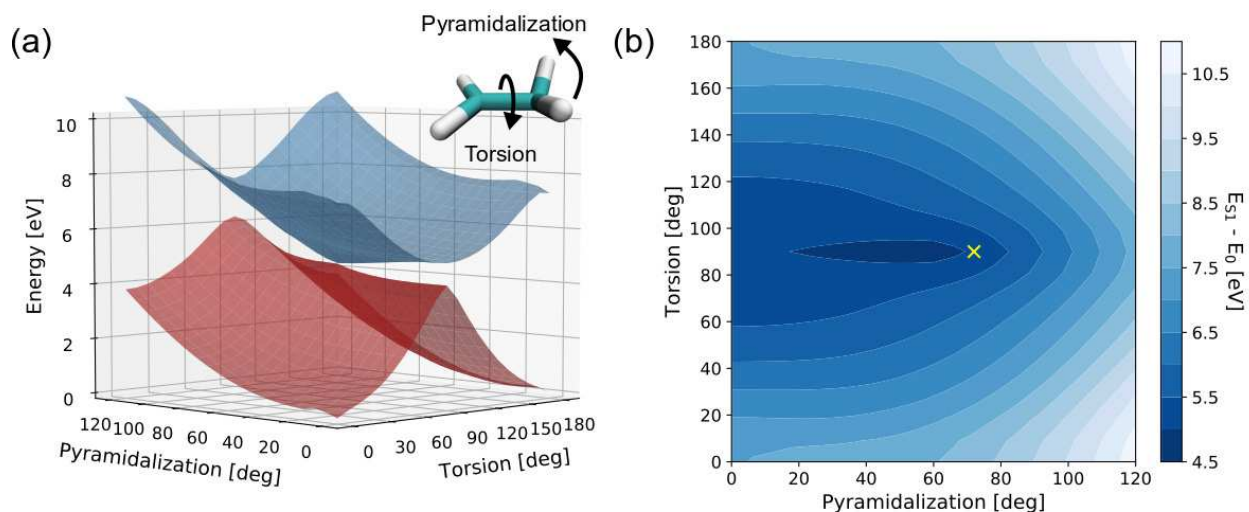 (a)
Pyramidalization
Torsion
Energy [eV]
10
8
6
4
2
0
120 100 80 60 40 20 0
Pyramidalization [deg]
0 30 60 90 120 150 180
Torsion [deg]
(b)
180
160
140
120
100
80
60
40
20
0
Torsion [deg]
0 20 40 60 80 100 120
Pyramidalization [deg]
10.5
9.5
8.5
7.5
6.5
5.5
4.5
E_S1 - E_0 [eV]